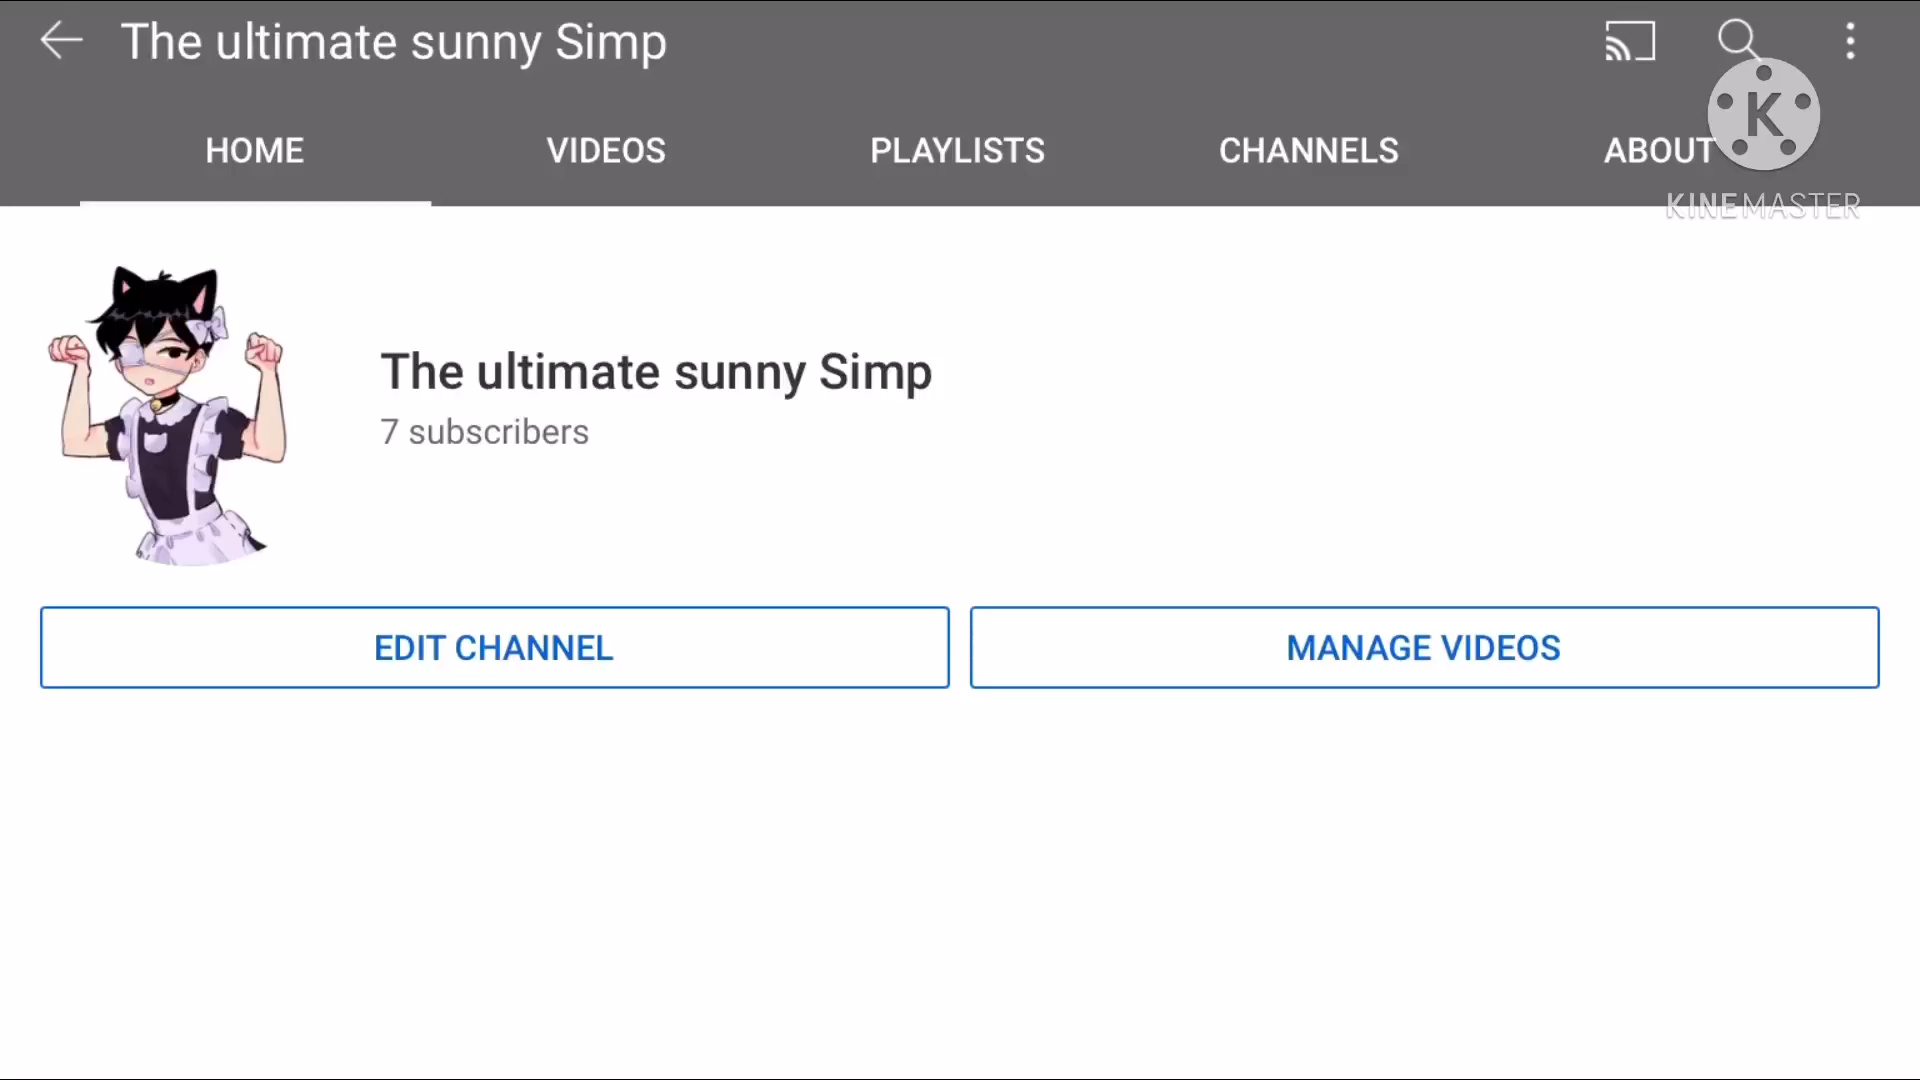 The ultimate sunny Simp
HOME VIDEOS PLAYLISTS CHANNELS ABOUT
K
KINEMASTER
The ultimate sunny Simp
7 subscribers
EDIT CHANNEL MANAGE VIDEOS